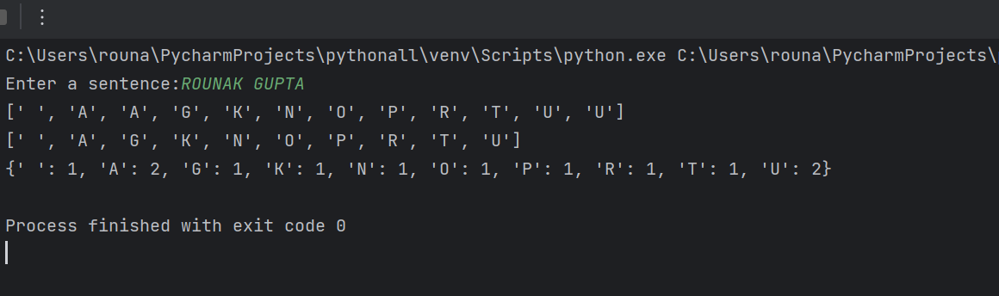 C:\Users\rouna\PycharmProjects\pythonall\venv\Scripts\python.exe C:\Users\rouna\PycharmProjects\
Enter a sentence:ROUNAK GUPTA
[' ', 'A', 'A', 'G', 'K', 'N', 'O', 'P', 'R', 'T', 'U', 'U']
[' ', 'A', 'G', 'K', 'N', 'O', 'P', 'R', 'T', 'U']
{' ': 1, 'A': 2, 'G': 1, 'K': 1, 'N': 1, 'O': 1, 'P': 1, 'R': 1, 'T': 1, 'U': 2}
Process finished with exit code 0